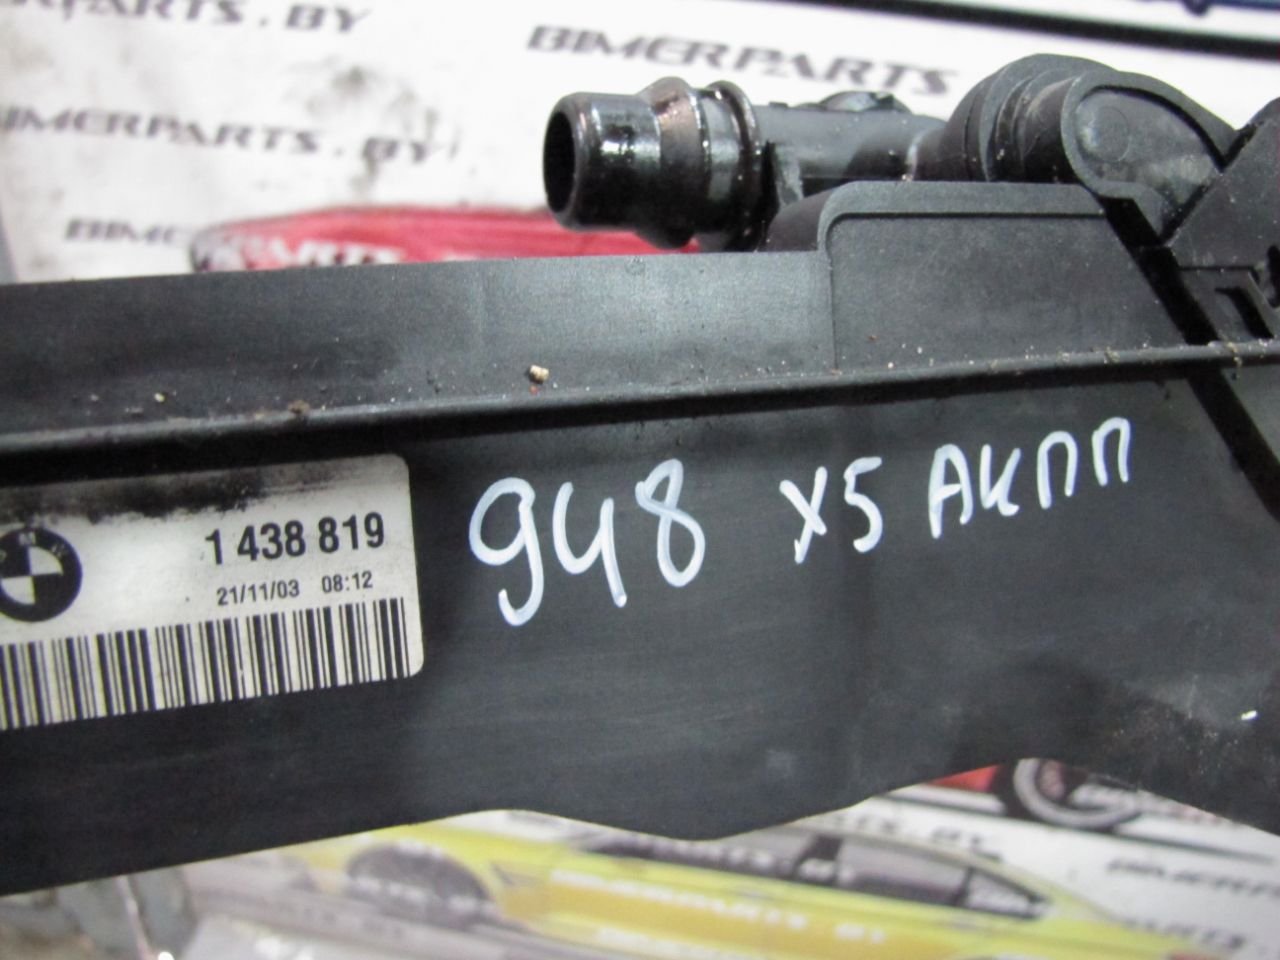 BIMERPARTS
BIMERPARTS.BY
1 438 819
21/11/03 08:12
948 X5 АКПП